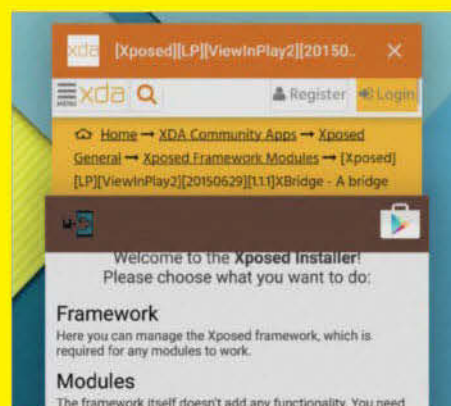 xda [Xposed][LP][ViewInPlay2][20150..
MENU xda Register Login
Home → XDA Community Apps → Xposed
General → Xposed Framework Modules → [Xposed]
[LP][ViewInPlay2][20150629][1.1.1]XBridge - A bridge
Welcome to the Xposed Installer!
Please choose what you want to do:
Framework
Here you can manage the Xposed framework, which is
required for any modules to work.
Modules
The framework itself doesn't add any functionality. You need